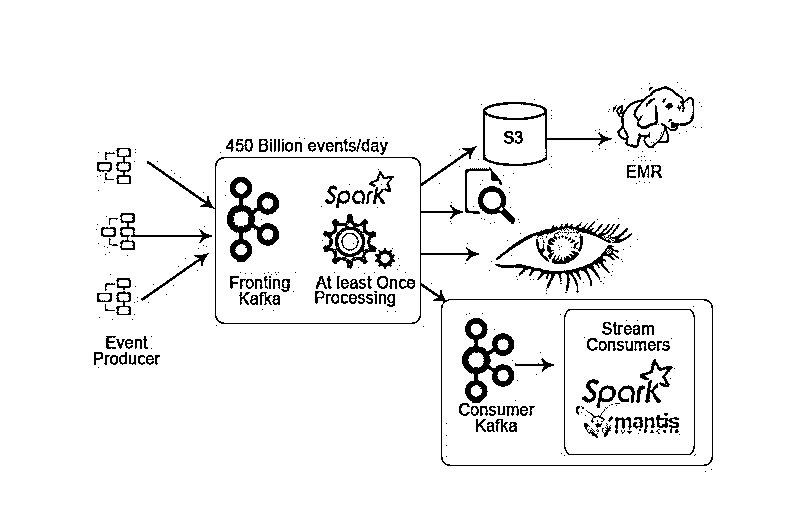 450 Billion events/day
S3
EMR
Spark
Fronting
Kafka
At least Once
Processing
Event
Producer
Stream
Consumers
Consumer
Kafka
Spark
mantis